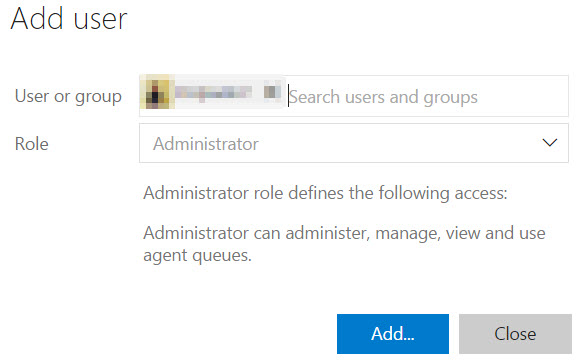 Add user
User or group Search users and groups
Role Administrator
Administrator role defines the following access:
Administrator can administer, manage, view and use
agent queues.
Add... Close